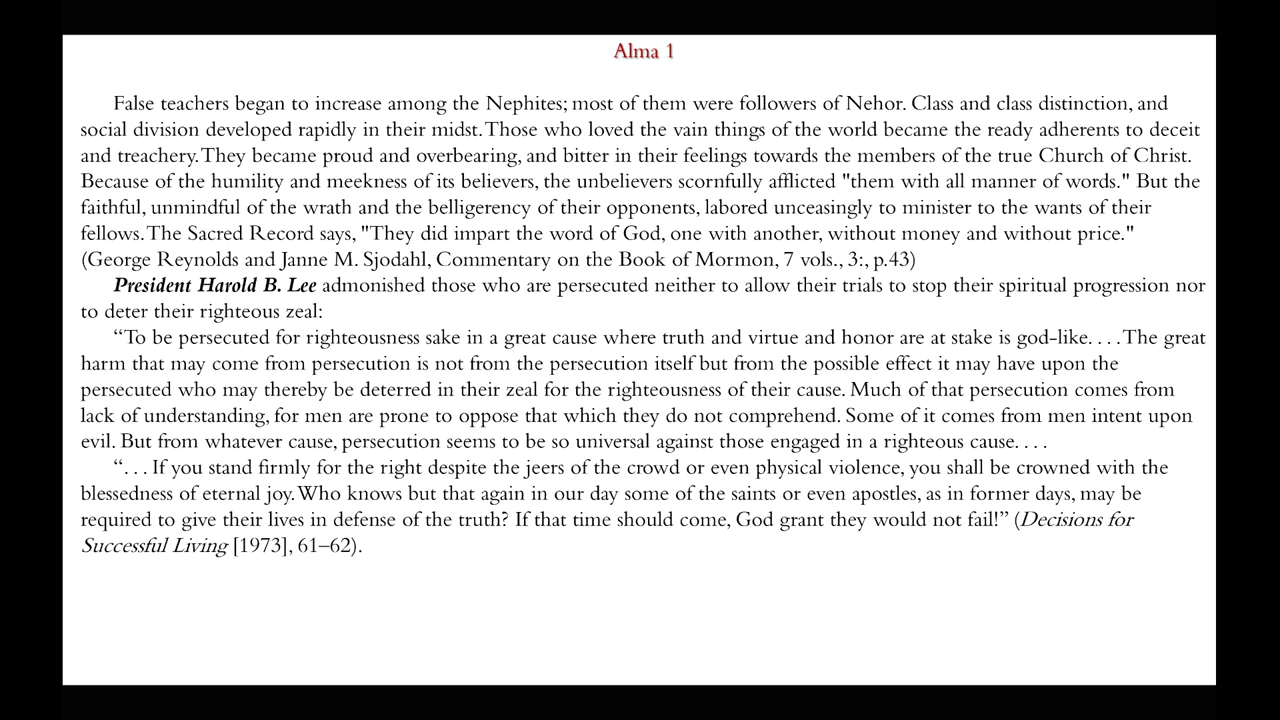 Alma 1
False teachers began to increase among the Nephites; most of them were followers of Nehor. Class and class distinction, and
social division developed rapidly in their midst. Those who loved the vain things of the world became the ready adherents to deceit
and treachery. They became proud and overbearing, and bitter in their feelings towards the members of the true Church of Christ.
Because of the humility and meekness of its believers, the unbelievers scornfully afflicted "them with all manner of words." But the
faithful, unmindful of the wrath and the belligerency of their opponents, labored unceasingly to minister to the wants of their
fellows. The Sacred Record says, "They did impart the word of God, one with another, without money and without price."
(George Reynolds and Janne M. Sjodahl, Commentary on the Book of Mormon, 7 vols., 3:, p.43)
President Harold B. Lee admonished those who are persecuted neither to allow their trials to stop their spiritual progression nor
to deter their righteous zeal:
“To be persecuted for righteousness sake in a great cause where truth and virtue and honor are at stake is god-like. . . . The great
harm that may come from persecution is not from the persecution itself but from the possible effect it may have upon the
persecuted who may thereby be deterred in their zeal for the righteousness of their cause. Much of that persecution comes from
lack of understanding, for men are prone to oppose that which they do not comprehend. Some of it comes from men intent upon
evil. But from whatever cause, persecution seems to be so universal against those engaged in a righteous cause. . . .
“. . . If you stand firmly for the right despite the jeers of the crowd or even physical violence, you shall be crowned with the
blessedness of eternal joy. Who knows but that again in our day some of the saints or even apostles, as in former days, may be
required to give their lives in defense of the truth? If that time should come, God grant they would not fail!” (Decisions for
Successful Living [1973], 61–62).